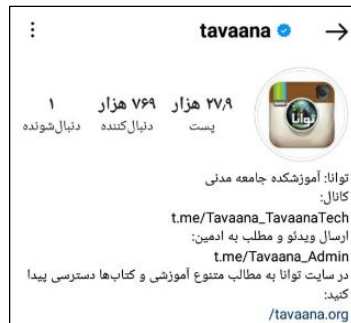 tavaana
۲۷٫۹ هزار ۷۶۹ هزار ۱
پست دنبال‌کننده دنبال‌شونده
توانا
توانا: آموزشکده جامعه مدنی
کانال:
t.me/Tavaana_TavaanaTech
ارسال ویدئو و مطلب به ادمین:
t.me/Tavaana_Admin
در سایت توانا به مطالب متنوع آموزشی و کتاب‌ها دسترسی پیدا
کنید:
tavaana.org/